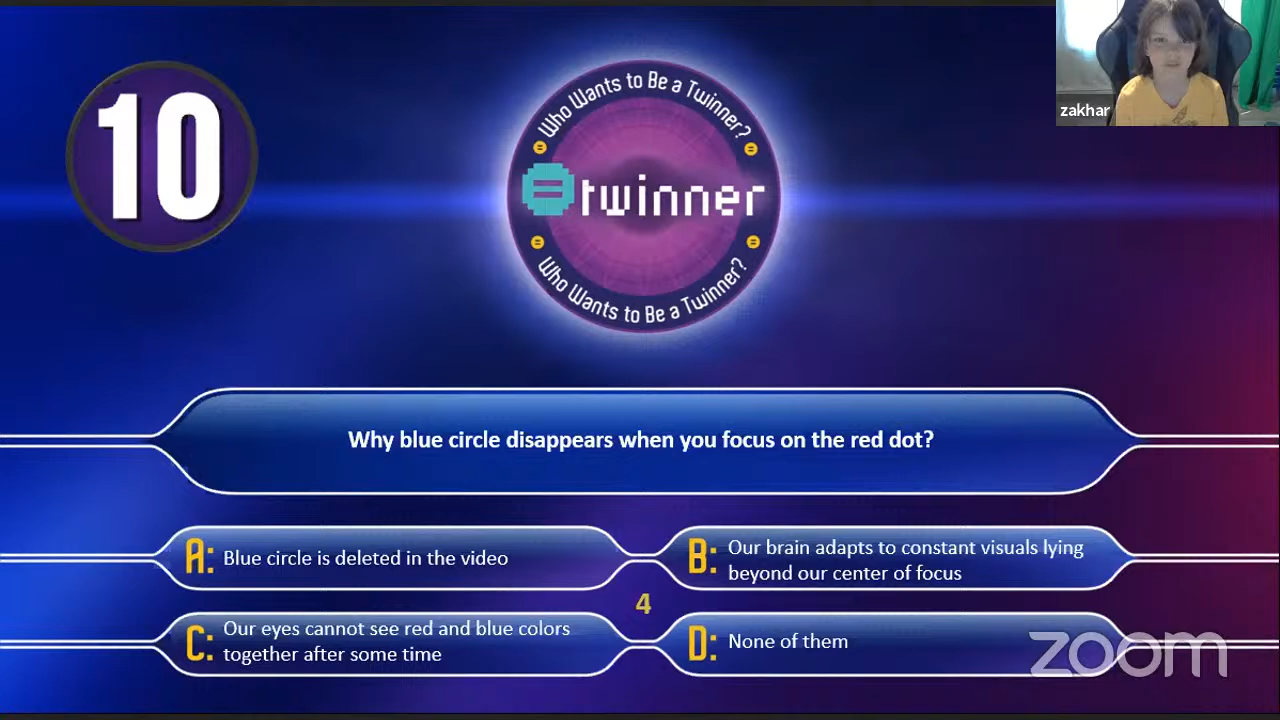 zakhar
10
Who Wants to Be a Twinner?
twinner
Who Wants to Be a Twinner?
Why blue circle disappears when you focus on the red dot?
A: Blue circle is deleted in the video
B: Our brain adapts to constant visuals lying
beyond our center of focus
4
C: Our eyes cannot see red and blue colors
together after some time
D: None of them
zoom